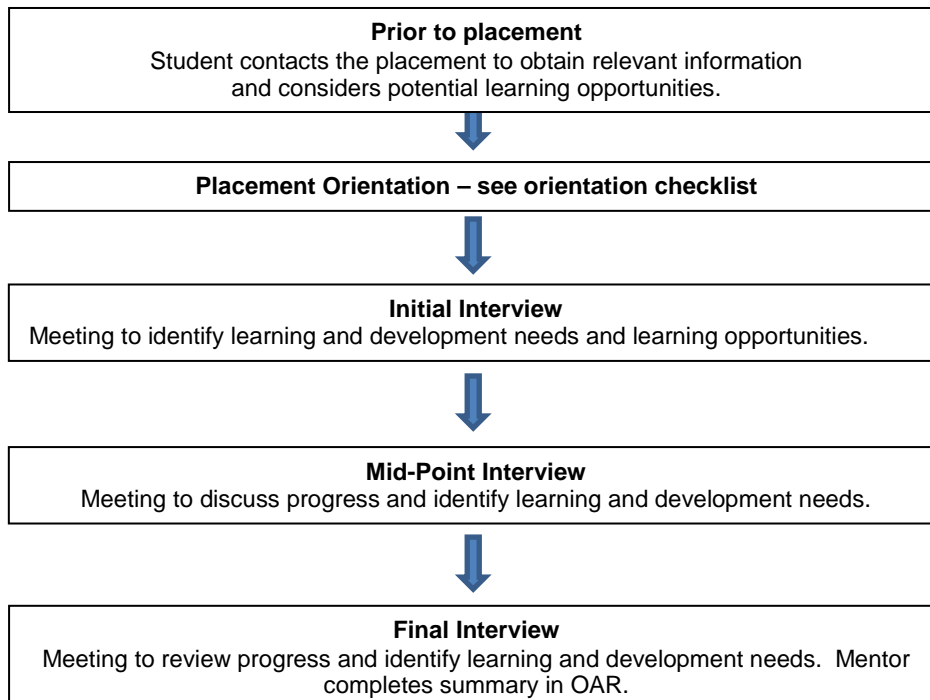 Prior to placement
Student contacts the placement to obtain relevant information
and considers potential learning opportunities.
Placement Orientation – see orientation checklist
Initial Interview
Meeting to identify learning and development needs and learning opportunities.
Mid-Point Interview
Meeting to discuss progress and identify learning and development needs.
Final Interview
Meeting to review progress and identify learning and development needs.  Mentor
completes summary in OAR.